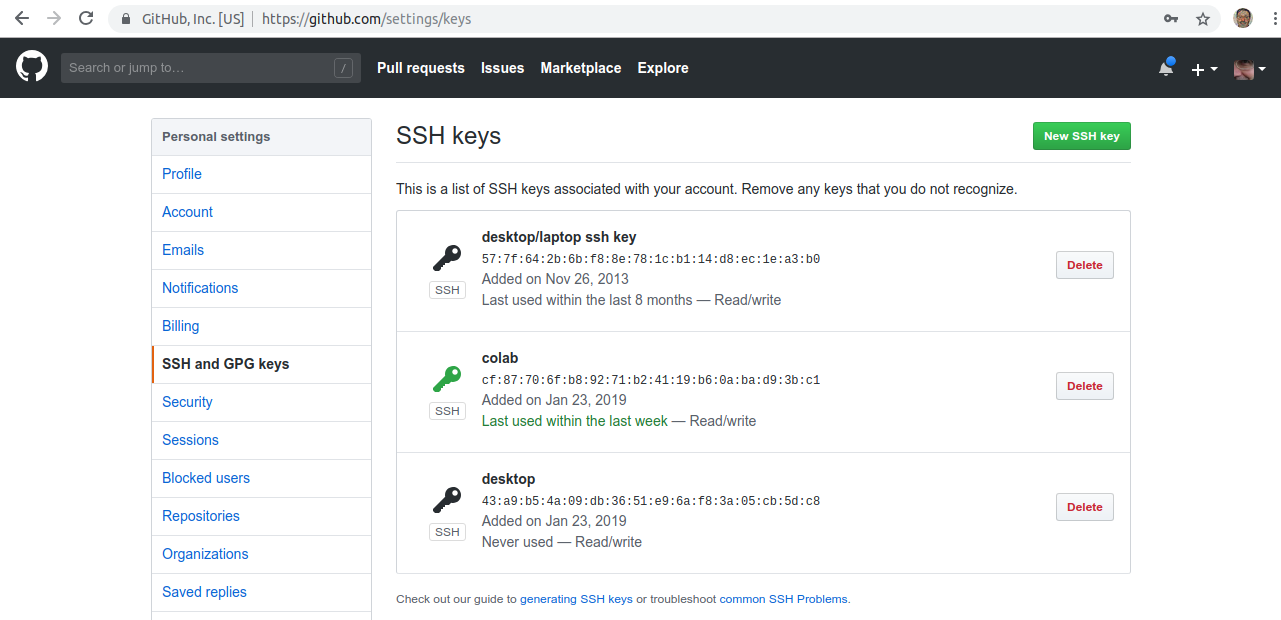 GitHub, Inc. [US] | https://github.com/settings/keys
Search or jump to… /
Pull requests Issues Marketplace Explore
Personal settings
Profile
Account
Emails
Notifications
Billing
SSH and GPG keys
Security
Sessions
Blocked users
Repositories
Organizations
Saved replies
SSH keys
New SSH key
This is a list of SSH keys associated with your account. Remove any keys that you do not recognize.
desktop/laptop ssh key
57:7f:64:2b:6b:f8:8e:78:1c:b1:14:d8:ec:1e:a3:b0
Added on Nov 26, 2013
Last used within the last 8 months — Read/write
SSH
Delete
colab
cf:87:70:6f:b8:92:71:b2:41:19:b6:0a:ba:d9:3b:c1
Added on Jan 23, 2019
Last used within the last week — Read/write
SSH
Delete
desktop
43:a9:b5:4a:09:db:36:51:e9:6a:f8:3a:05:cb:5d:c8
Added on Jan 23, 2019
Never used — Read/write
SSH
Delete
Check out our guide to generating SSH keys or troubleshoot common SSH Problems.